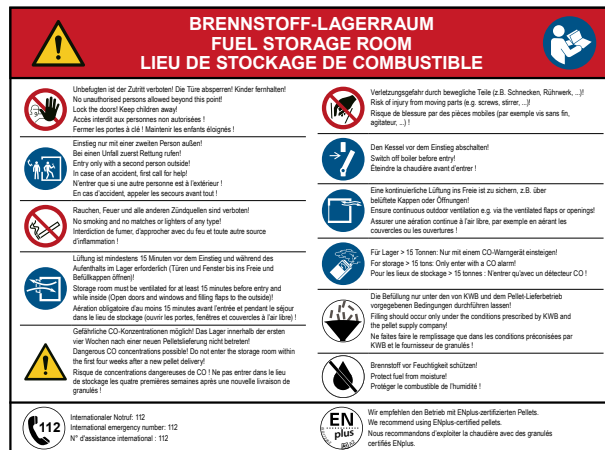 BRENNSTOFF-LAGERRAUM
FUEL STORAGE ROOM
LIEU DE STOCKAGE DE COMBUSTIBLE
Unbefugten ist der Zutritt verboten! Die Türe absperren! Kinder fernhalten!
No unauthorised persons allowed beyond this point!
Lock the doors! Keep children away!
Accès interdit aux personnes non autorisées !
Fermer les portes à clé ! Maintenir les enfants éloignés !
Einstieg nur mit einer zweiten Person außen!
Bei einen Unfall zuerst Rettung rufen!
Entry only with a second person outside!
In case of an accident, first call for help!
N'entrer que si une autre personne est à l'extérieur !
En cas d'accident, appeler les secours avant tout !
Rauchen, Feuer und alle anderen Zündquellen sind verboten!
No smoking and no matches or lighters of any type!
Interdiction de fumer, d'approcher avec du feu et toute autre source
d'inflammation !
Lüftung ist mindestens 15 Minuten vor dem Einstieg und während des
Aufenthalts im Lager erforderlich (Türen und Fenster bis ins Freie und
Befüllkappen öffnen)!
Storage room must be ventilated for at least 15 minutes before entry and
while inside (Open doors and windows and filling flaps to the outside)!
Aération obligatoire d'au moins 15 minutes avant l'entrée et pendant le séjour
dans le lieu de stockage (ouvrir les portes, fenêtres et couvercles à l'air libre) !
Gefährliche CO-Konzentrationen möglich! Das Lager innerhalb der ersten
vier Wochen nach einer neuen Pelletslieferung nicht betreten!
Dangerous CO concentrations possible! Do not enter the storage room within
the first four weeks after a new pellet delivery!
Risque de concentrations dangereuses de CO ! Ne pas entrer dans le lieu
de stockage les quatre premières semaines après une nouvelle livraison de
granulés !
112
Internationaler Notruf: 112
International emergency number: 112
N° d'assistance international : 112
Verletzungsgefahr durch bewegliche Teile (z.B. Schnecken, Rührwerk, ...)!
Risk of injury from moving parts (e.g. screws, stirrer, ...)!
Risque de blessure par des pièces mobiles (par exemple vis sans fin,
agitateur, ...) !
Den Kessel vor dem Einstieg abschalten!
Switch off boiler before entry!
Éteindre la chaudière avant d'entrer !
Eine kontinuierliche Lüftung ins Freie ist zu sichern, z.B. über
belüftete Kappen oder Öffnungen!
Ensure continuous outdoor ventilation e.g. via the ventilated flaps or openings!
Assurer une aération continue à l'air libre, par exemple en aérant les
couvercles ou les ouvertures !
Für Lager > 15 Tonnen: Nur mit einem CO-Warngerät einsteigen!
For storage > 15 tons: Only enter with a CO alarm!
Pour les lieux de stockage > 15 tonnes : N'entrer qu'avec un détecteur CO !
Die Befüllung nur unter den von KWB und dem Pellet-Lieferbetrieb
vorgegebenen Bedingungen durchführen lassen!
Filling should occur only under the conditions prescribed by KWB and
the pellet supply company!
Ne faites faire le remplissage que dans les conditions préconisées par
KWB et le fournisseur de granulés !
Brennstoff vor Feuchtigkeit schützen!
Protect fuel from moisture!
Protéger le combustible de l'humidité !
EN
plus
Wir empfehlen den Betrieb mit ENplus-zertifizierten Pellets.
We recommend using ENplus-certified pellets.
Nous recommandons d'exploiter la chaudière avec des granulés
certifiés ENplus.